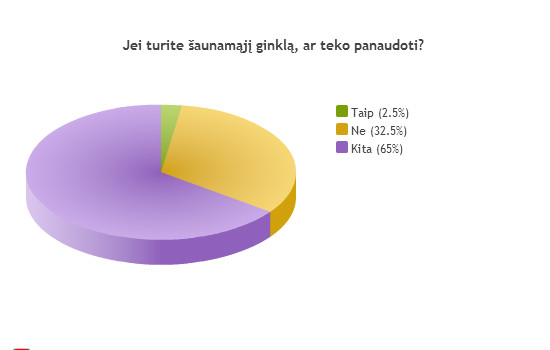 Jei turite šaunamąjį ginklą, ar teko panaudoti?
Taip (2.5%)
Ne (32.5%)
Kita (65%)